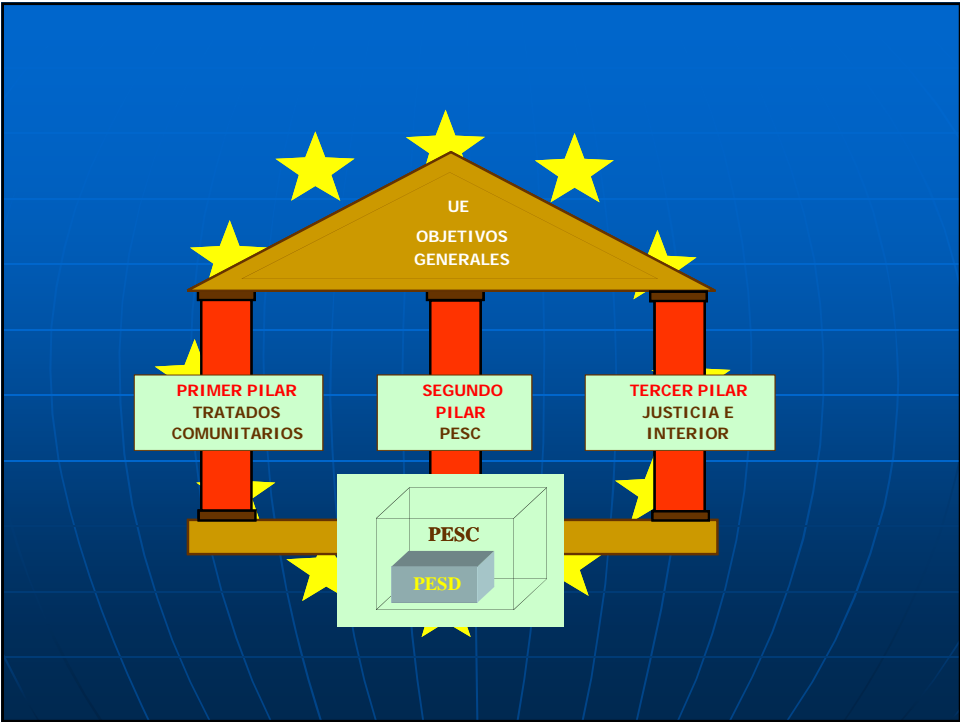 UE
OBJETIVOS
GENERALES
PRIMER PILAR
TRATADOS
COMUNITARIOS
SEGUNDO
PILAR
PESC
TERCER PILAR
JUSTICIA E
INTERIOR
PESC
PESD